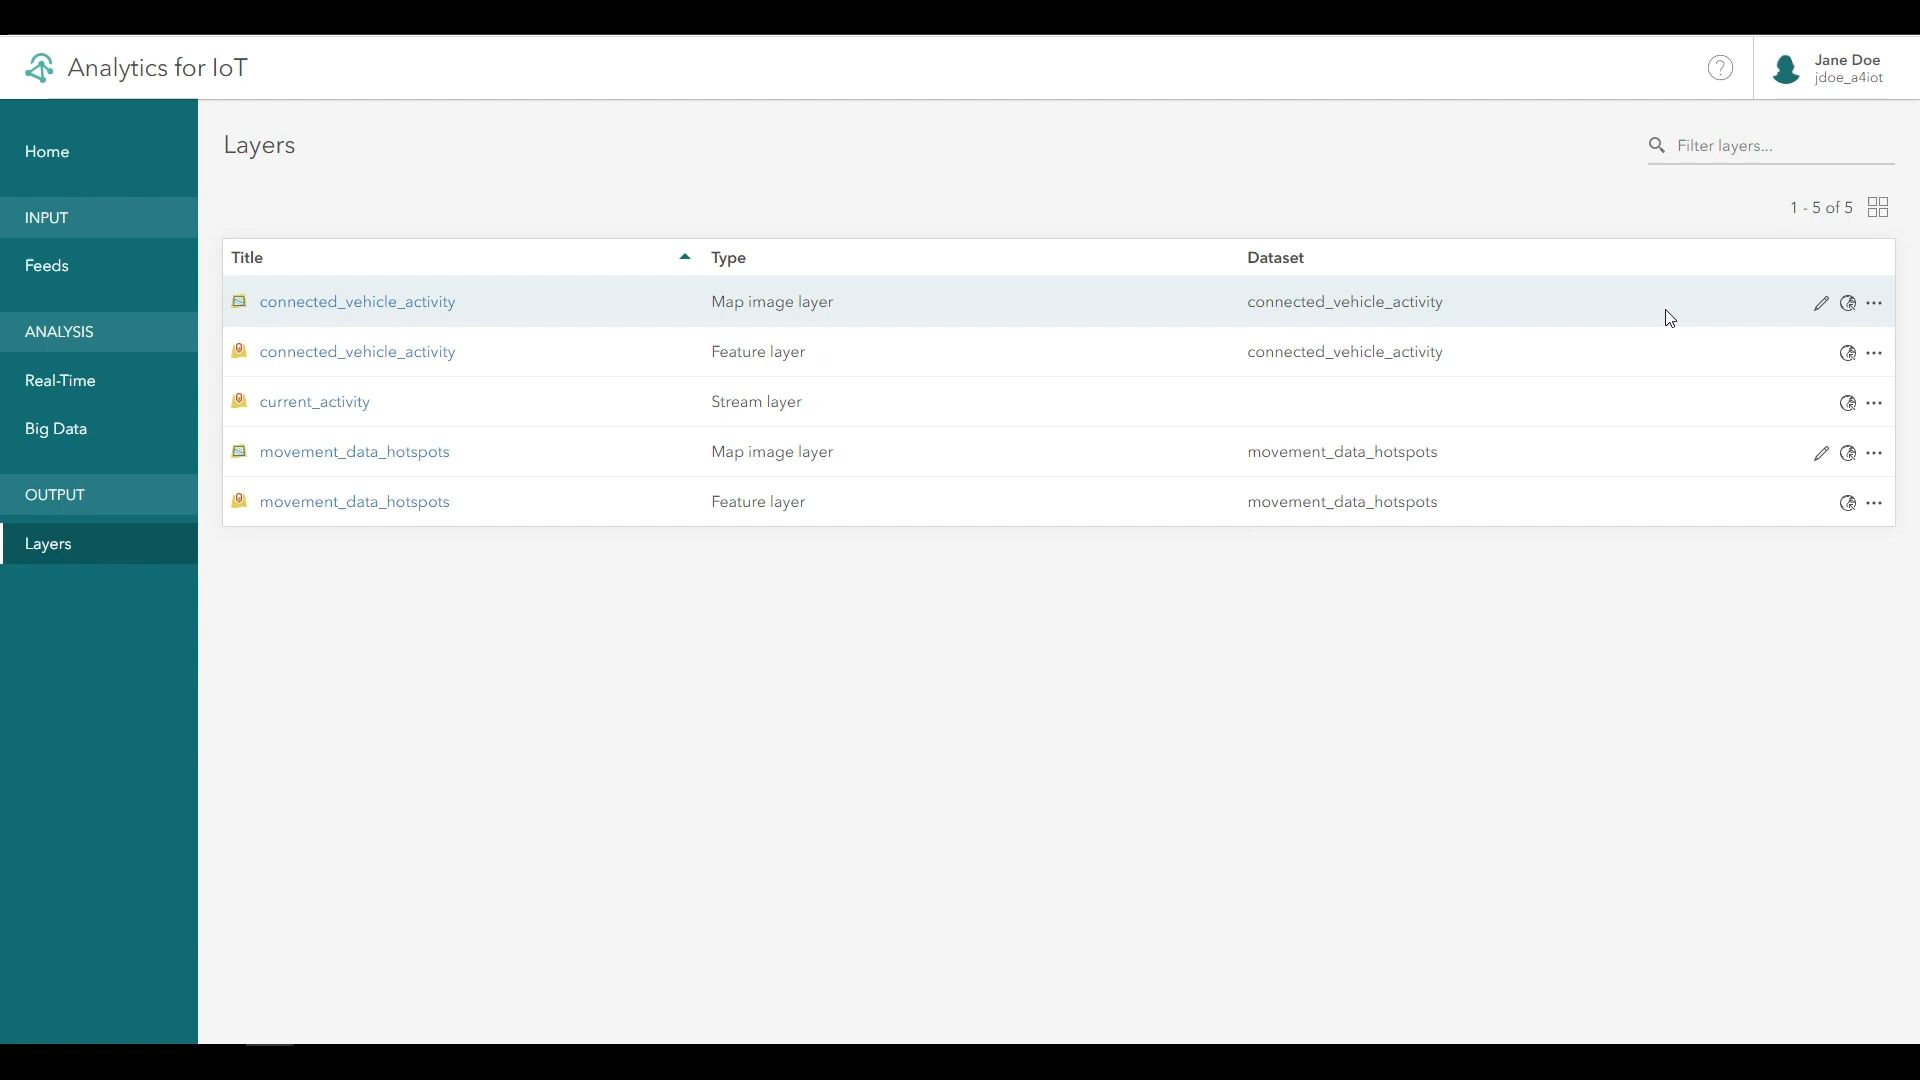 Analytics for IoT
?
Jane Doe
jdoe_a4iot
Home
INPUT
Feeds
ANALYSIS
Real-Time
Big Data
OUTPUT
Layers
Layers
Filter layers...
1 - 5 of 5
Title Type Dataset
connected_vehicle_activity Map image layer connected_vehicle_activity
connected_vehicle_activity Feature layer connected_vehicle_activity
current_activity Stream layer
movement_data_hotspots Map image layer movement_data_hotspots
movement_data_hotspots Feature layer movement_data_hotspots